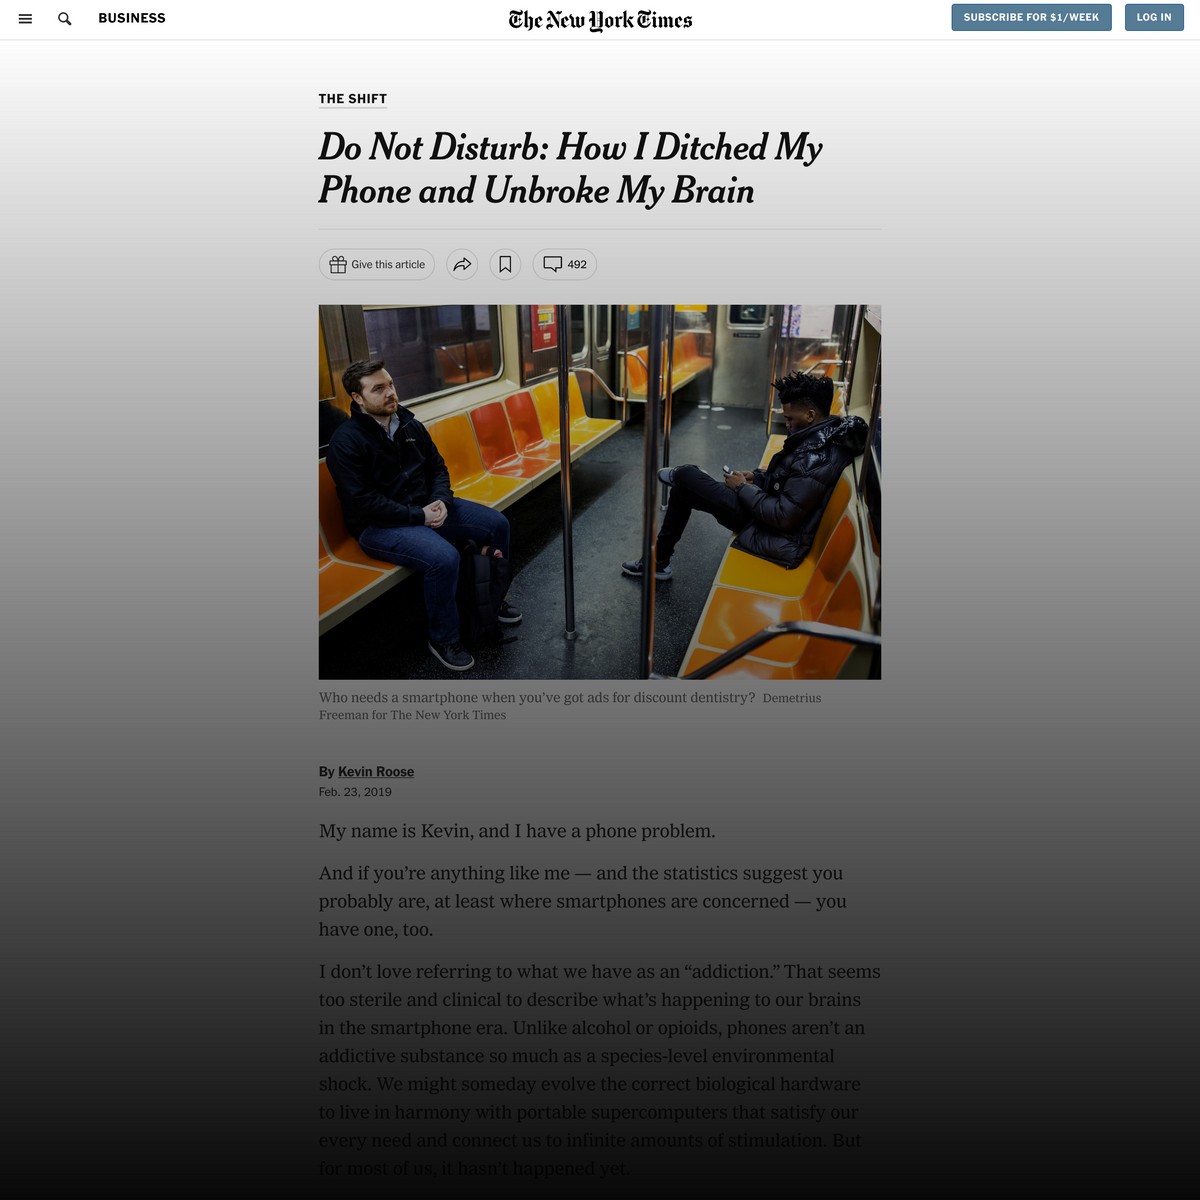 BUSINESS
The New York Times
SUBSCRIBE FOR $1/WEEK
LOG IN
THE SHIFT
Do Not Disturb: How I Ditched My
Phone and Unbroke My Brain
Give this article
492
Who needs a smartphone when you’ve got ads for discount dentistry? Demetrius
Freeman for The New York Times
By Kevin Roose
Feb. 23, 2019
My name is Kevin, and I have a phone problem.
And if you’re anything like me — and the statistics suggest you
probably are, at least where smartphones are concerned — you
have one, too.
I don’t love referring to what we have as an “addiction.” That seems
too sterile and clinical to describe what’s happening to our brains
in the smartphone era. Unlike alcohol or opioids, phones aren’t an
addictive substance so much as a species-level environmental
shock. We might someday evolve the correct biological hardware
to live in harmony with portable supercomputers that satisfy our
every need and connect us to infinite amounts of stimulation. But
for most of us, it hasn’t happened yet.